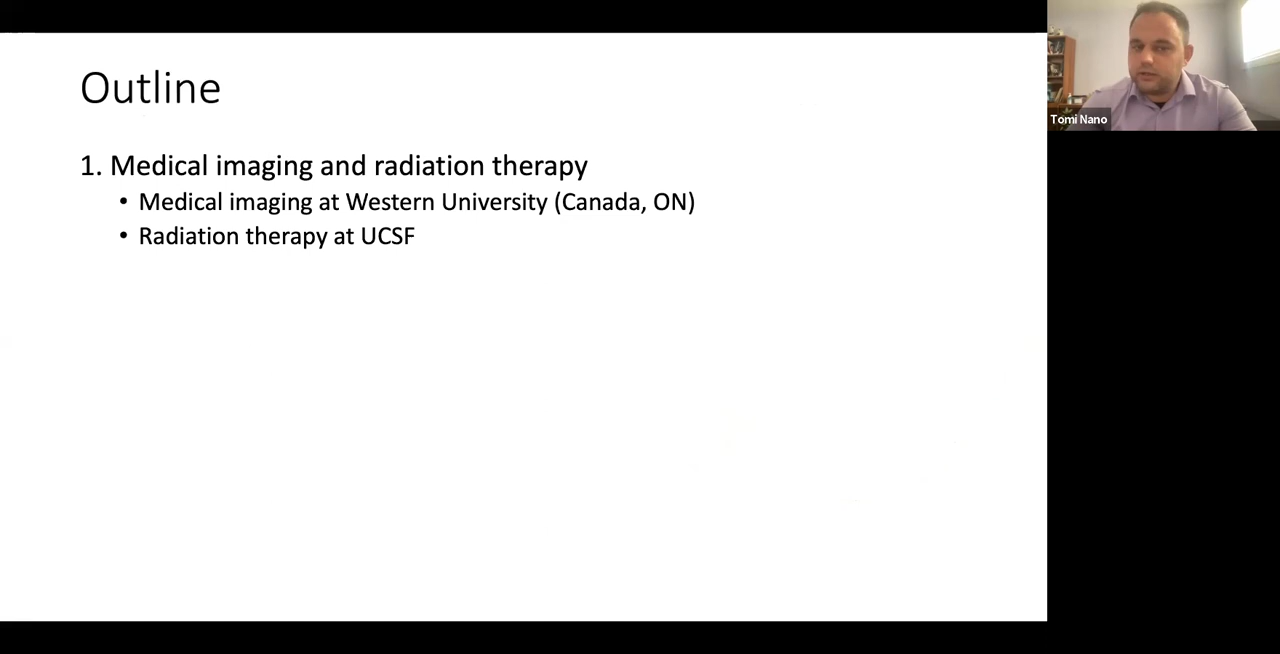 Outline
1. Medical imaging and radiation therapy
• Medical imaging at Western University (Canada, ON)
• Radiation therapy at UCSF
Tomi Nano